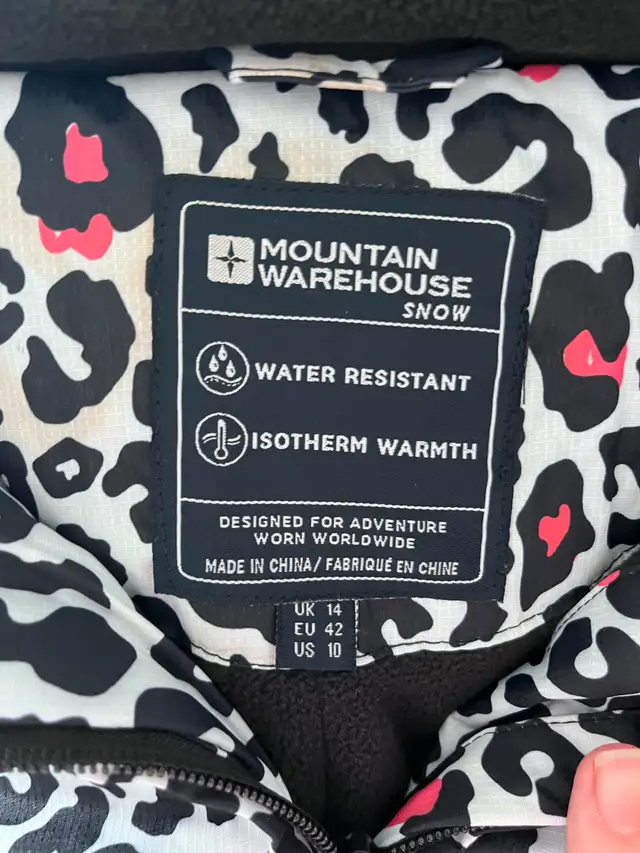 MOUNTAIN
WAREHOUSE
SNOW
WATER RESISTANT
ISOTHERM WARMTH
DESIGNED FOR ADVENTURE
WORN WORLDWIDE
MADE IN CHINA/ FABRIQUÉ EN CHINE
UK 14
EU 42
US 10